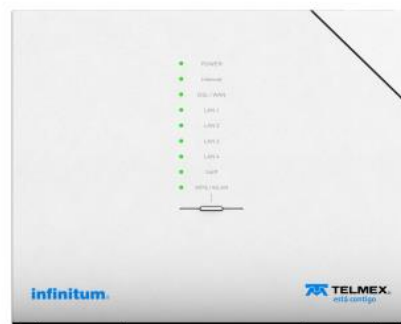 POWER
Internet
DSL / WAN
LAN 1
LAN 2
LAN 3
LAN 4
VoIP
WPS / WLAN
infinitum.
TELMEX.
está contigo